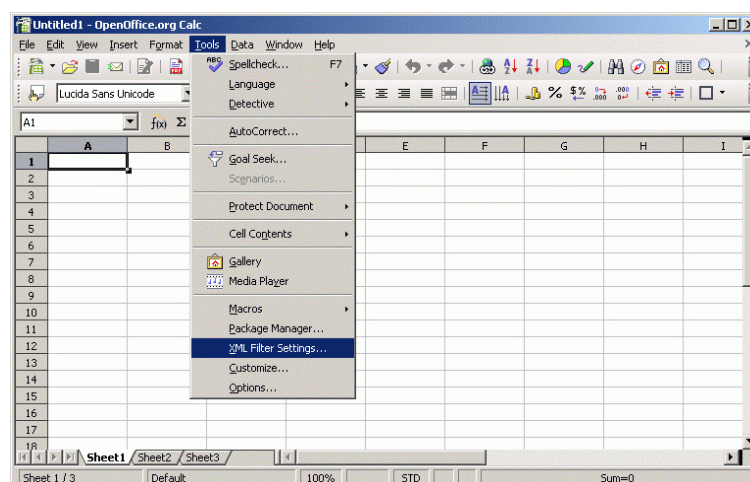 Untitled1 - OpenOffice.org Calc
File Edit View Insert Format Tools Data Window Help
ABC Spellcheck... F7
Language
Detective
AutoCorrect...
Goal Seek...
Scenarios...
Protect Document
Cell Contents
Gallery
Media Player
Macros
Package Manager...
XML Filter Settings...
Customize...
Options...
Lucida Sans Unicode
A1 f(x) Σ
A B E F G H I
1
2
3
4
5
6
7
8
9
10
11
12
13
14
15
16
17
18
Sheet1 Sheet2 Sheet3
Sheet 1 / 3 Default 100% STD Sum=0